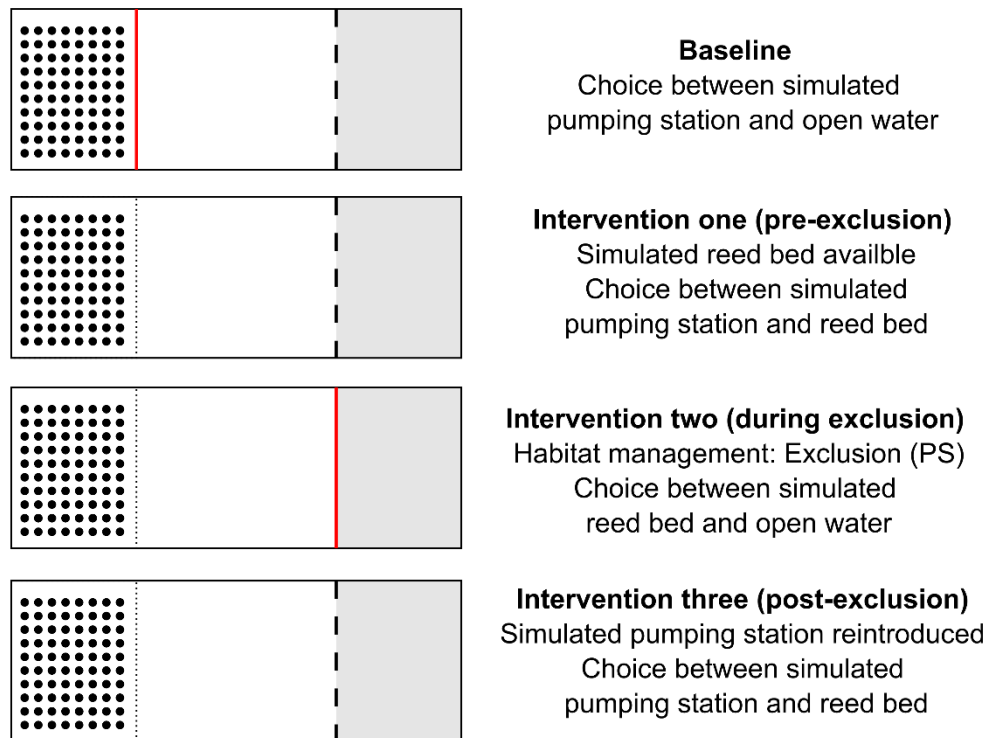 Baseline
Choice between simulated
pumping station and open water
Intervention one (pre-exclusion)
Simulated reed bed availble
Choice between simulated
pumping station and reed bed
Intervention two (during exclusion)
Habitat management: Exclusion (PS)
Choice between simulated
reed bed and open water
Intervention three (post-exclusion)
Simulated pumping station reintroduced
Choice between simulated
pumping station and reed bed